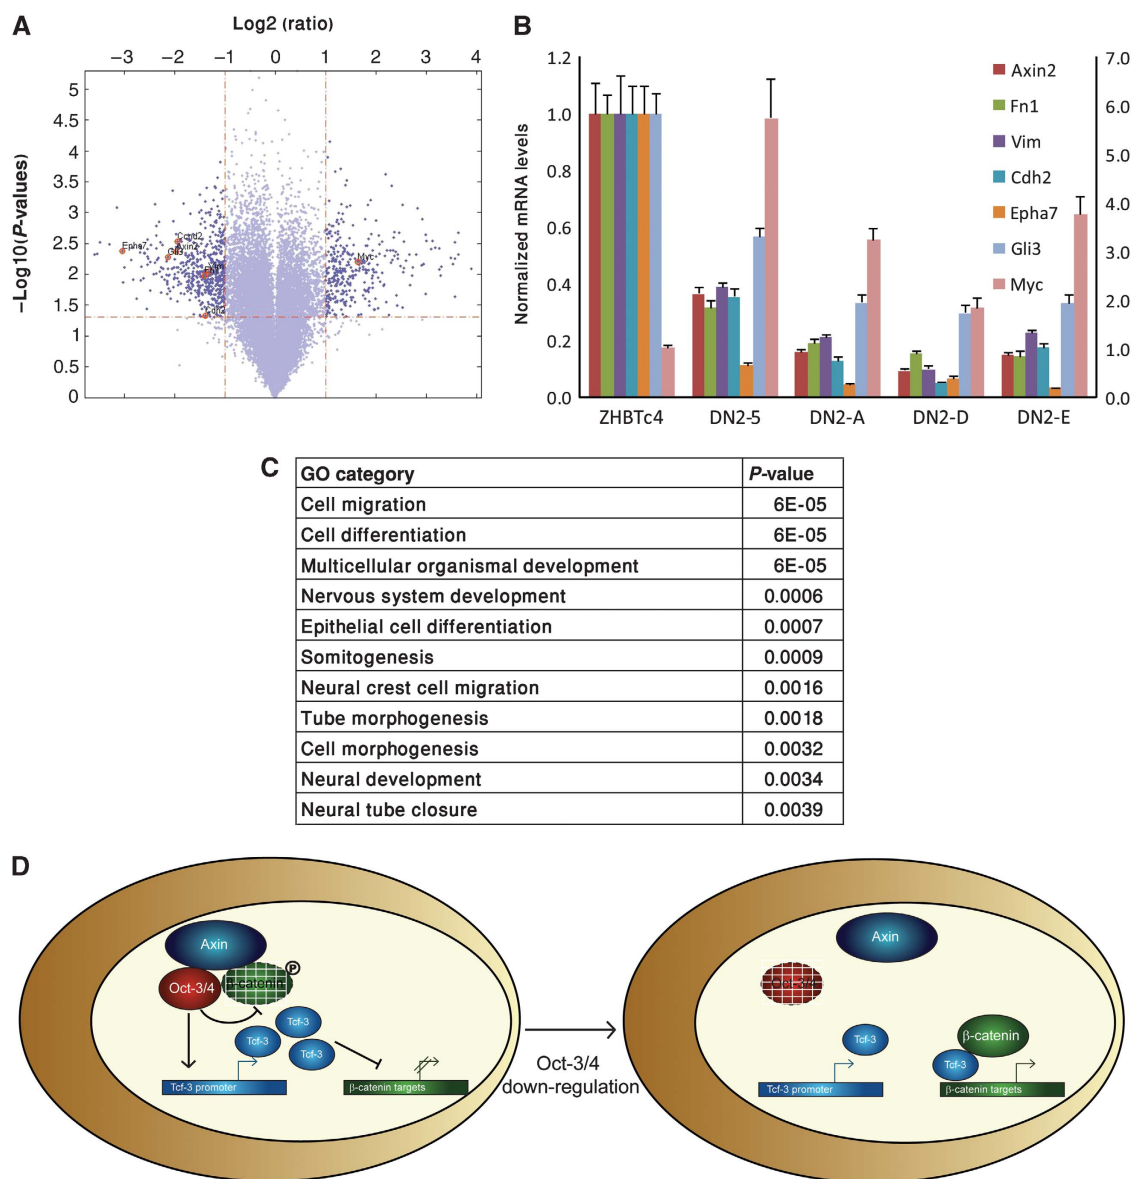 A
Log2 (ratio)
−3 −2 −1 0 1 2 3 4
−Log10(P-values)
5
4.5
4
3.5
3
2.5
2
1.5
1
0.5
0
Epha7
Ccnd2
Axin2
Gli3
Myc
B
Normalized mRNA levels
1.2
1.0
0.8
0.6
0.4
0.2
0.0
7.0
6.0
5.0
4.0
3.0
2.0
1.0
0.0
Axin2
Fn1
Vim
Cdh2
Epha7
Gli3
Myc
ZHBTc4 DN2-5 DN2-A DN2-D DN2-E
C
GO category P-value
Cell migration 6E-05
Cell differentiation 6E-05
Multicellular organismal development 6E-05
Nervous system development 0.0006
Epithelial cell differentiation 0.0007
Somitogenesis 0.0009
Neural crest cell migration 0.0016
Tube morphogenesis 0.0018
Cell morphogenesis 0.0032
Neural development 0.0034
Neural tube closure 0.0039
D
Axin
Oct-3/4
β-catenin
P
Tcf-3
Tcf-3
Tcf-3
Tcf-3 promoter
β-catenin targets
Oct-3/4
down-regulation
Axin
Oct-3/4
Tcf-3
β-catenin
Tcf-3
Tcf-3 promoter
β-catenin targets